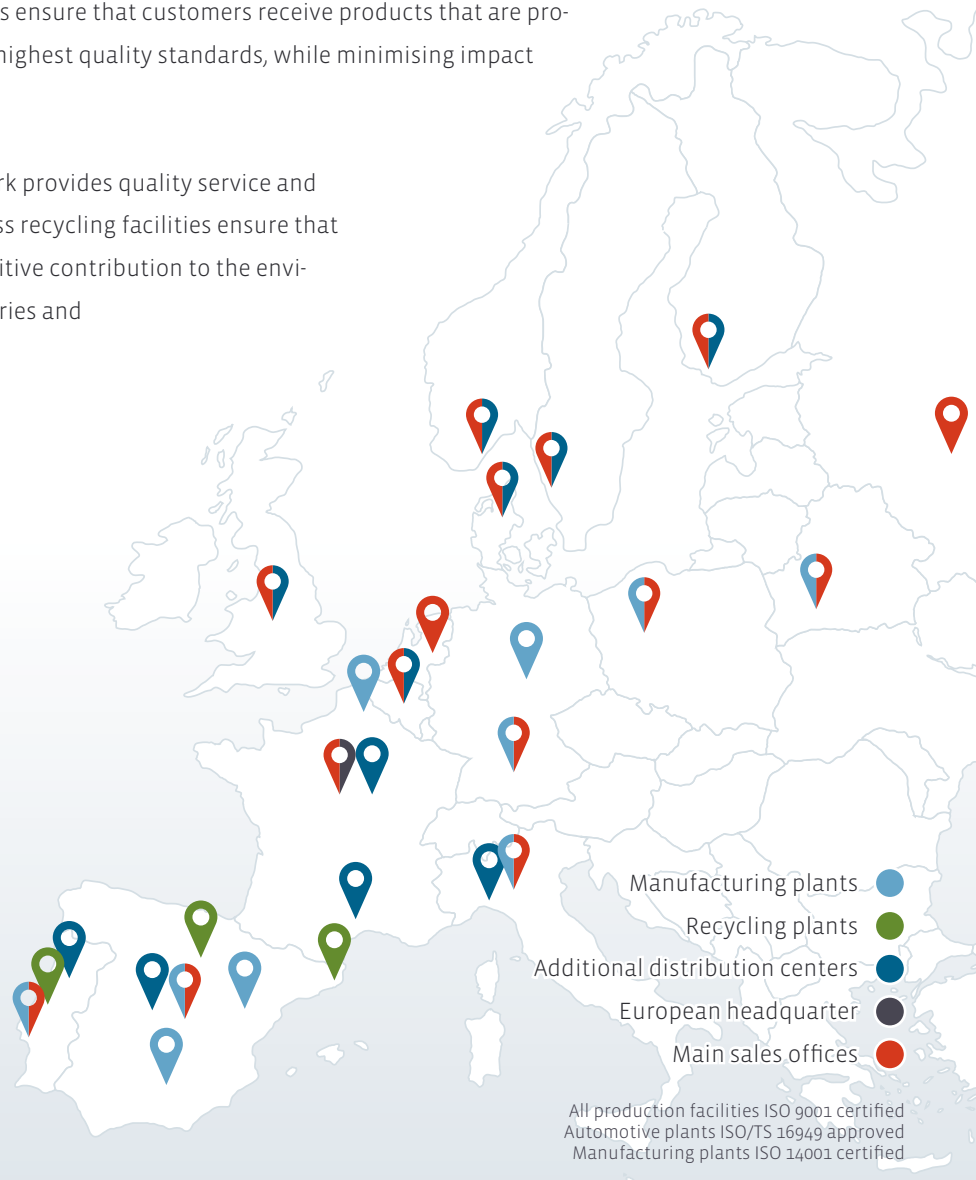 s ensure that customers receive products that are pro-
highest quality standards, while minimising impact
rk provides quality service and
ss recycling facilities ensure that
itive contribution to the envi-
ries and
Manufacturing plants
Recycling plants
Additional distribution centers
European headquarter
Main sales offices
All production facilities ISO 9001 certified
Automotive plants ISO/TS 16949 approved
Manufacturing plants ISO 14001 certified